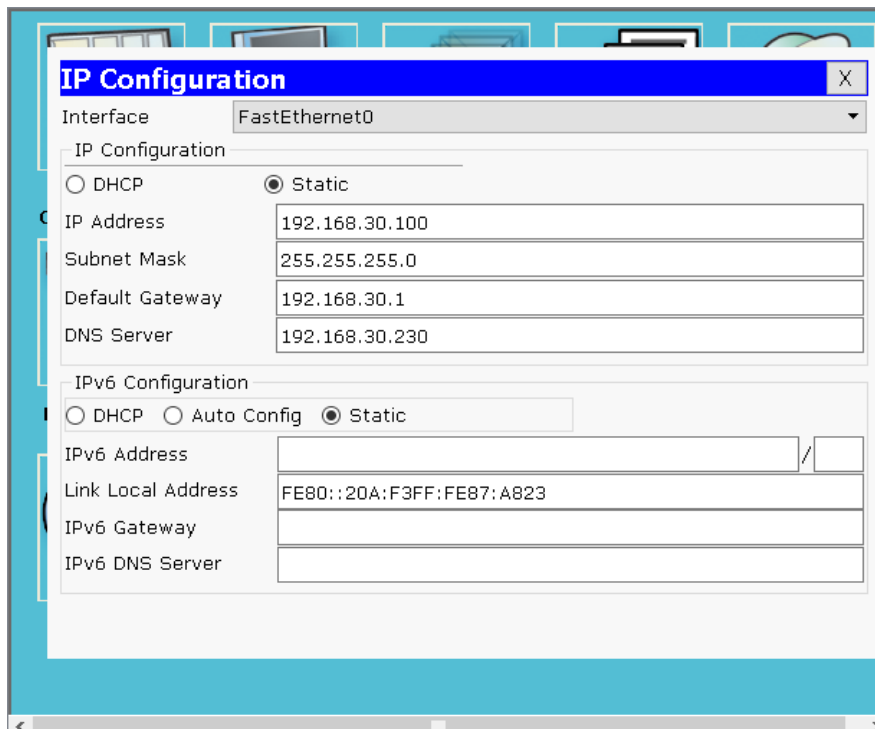 IP Configuration X
Interface FastEthernet0
IP Configuration
DHCP Static
IP Address 192.168.30.100
Subnet Mask 255.255.255.0
Default Gateway 192.168.30.1
DNS Server 192.168.30.230
IPv6 Configuration
DHCP Auto Config Static
IPv6 Address /
Link Local Address FE80::20A:F3FF:FE87:A823
IPv6 Gateway
IPv6 DNS Server